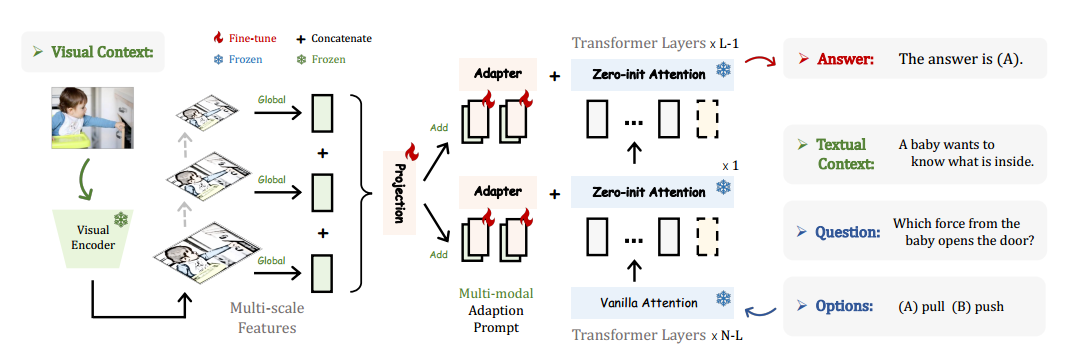 ➢ Visual Context:
Fine-tune
+ Concatenate
Frozen
Frozen
Visual
Encoder
Global
+
Global
+
Global
Multi-scale
Features
Projection
Add
Add
Adapter
Adapter
Multi-modal
Adaption
Prompt
Transformer Layers x L-1
+ Zero-init Attention
...
x 1
+ Zero-init Attention
...
Vanilla Attention
Transformer Layers x N-L
➢ Answer: The answer is (A).
➢ Textual
Context:
A baby wants to
know what is inside.
➢ Question:
Which force from the
baby opens the door?
➢ Options: (A) pull (B) push